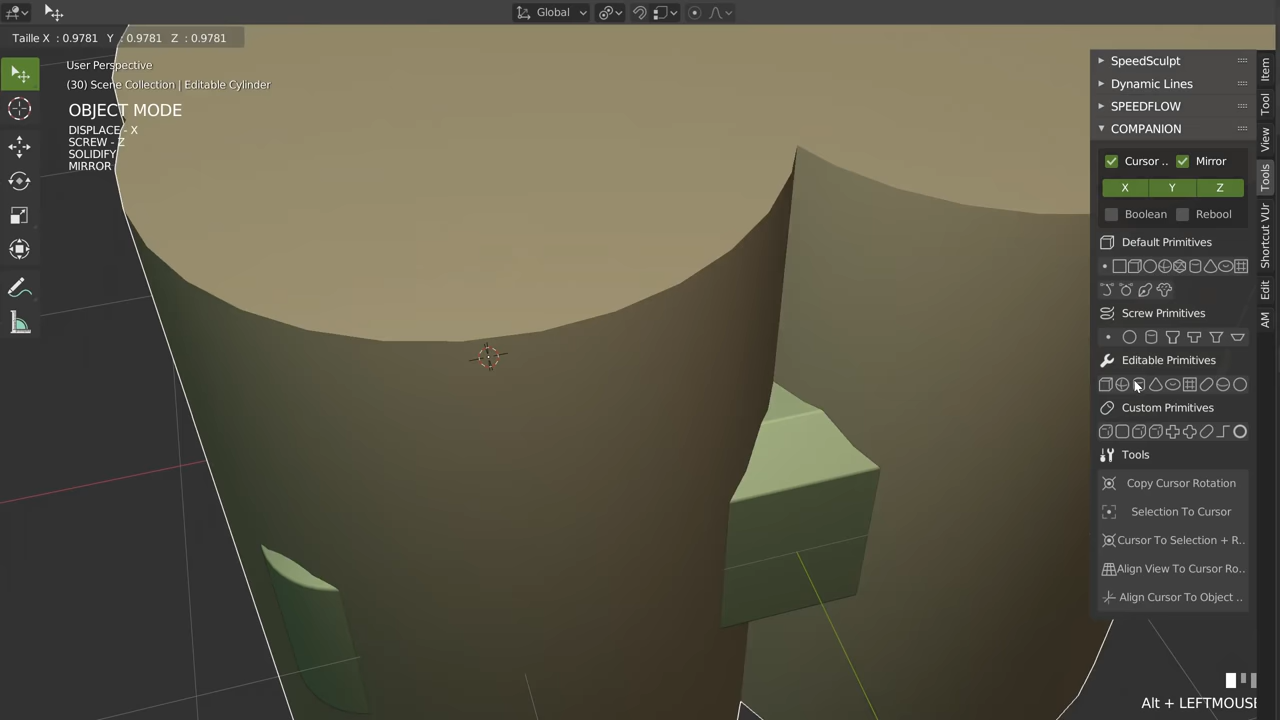 Global
Taille X : 0.9781 Y : 0.9781 Z : 0.9781
User Perspective
(30) Scene Collection | Editable Cylinder
OBJECT MODE
DISPLACE - X
SCREW - Z
SOLIDIFY
MIRROR
SpeedSculpt
Dynamic Lines
SPEEDFLOW
COMPANION
Cursor .. Mirror
X Y Z
Boolean Rebool
Default Primitives
Screw Primitives
Editable Primitives
Custom Primitives
Tools
Copy Cursor Rotation
Selection To Cursor
Cursor To Selection + R..
Align View To Cursor Ro..
Align Cursor To Object ..
Item
Tool
View
Tools
Shortcut VUr
Edit
AM
Alt + LEFTMOUSE